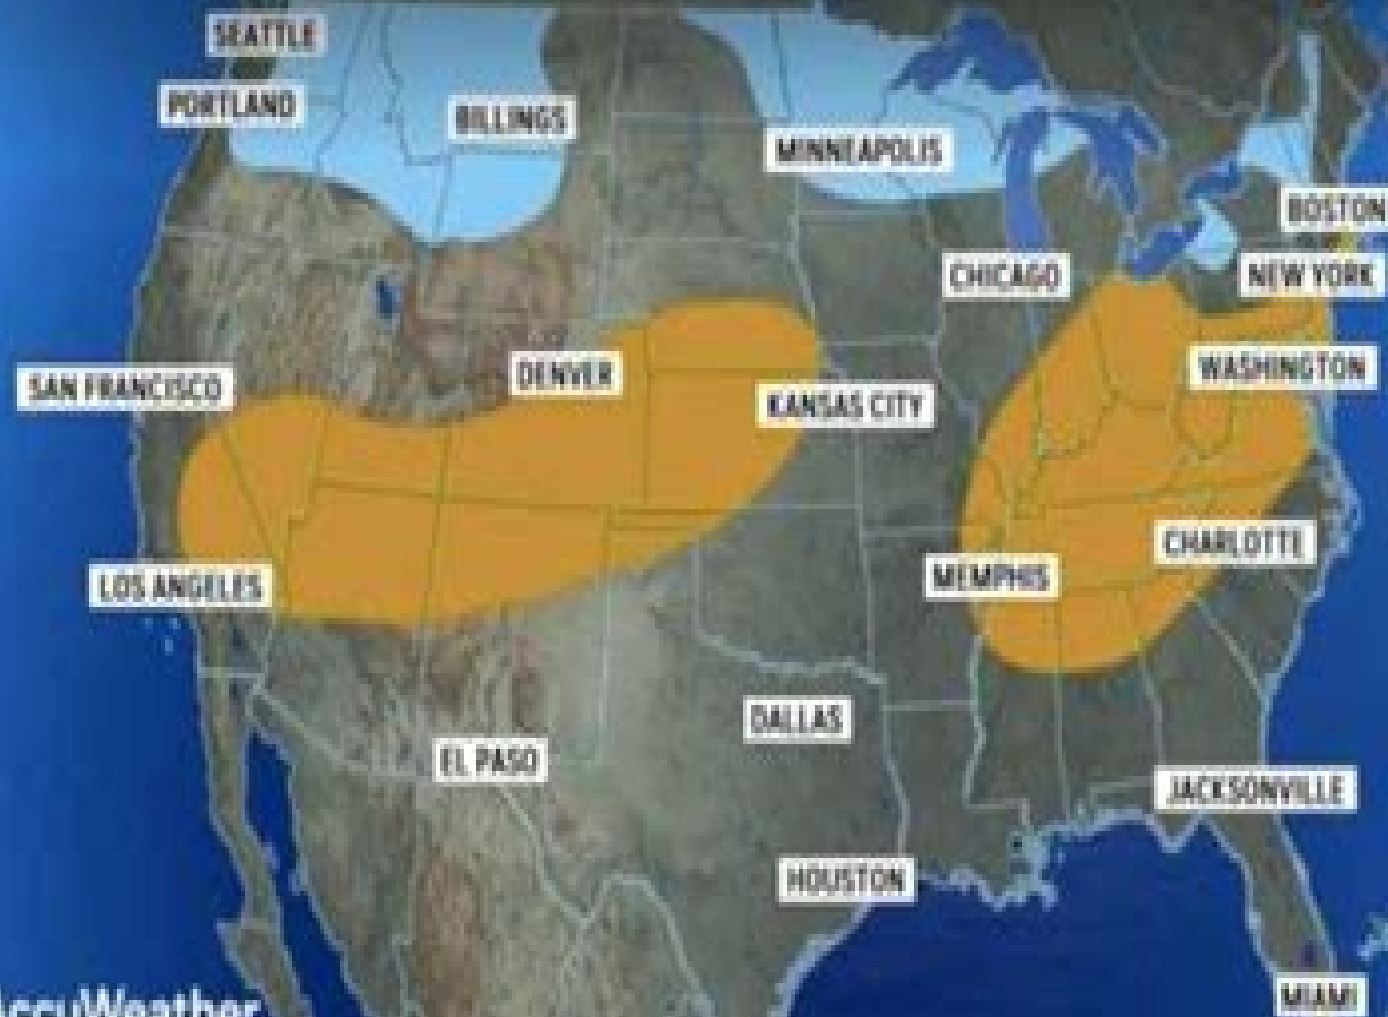 SEATTLE
PORTLAND
BILLINGS
MINNEAPOLIS
BOSTON
CHICAGO
NEW YORK
SAN FRANCISCO
DENVER
WASHINGTON
KANSAS CITY
CHARLOTTE
LOS ANGELES
MEMPHIS
DALLAS
EL PASO
JACKSONVILLE
HOUSTON
MIAMI
AccuWeather